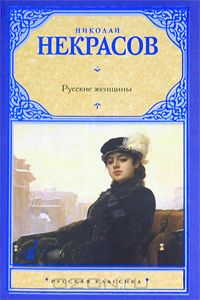 НИКОЛАЙ
НЕКРАСОВ
Русские женщины
РУССКАЯ КЛАССИКА